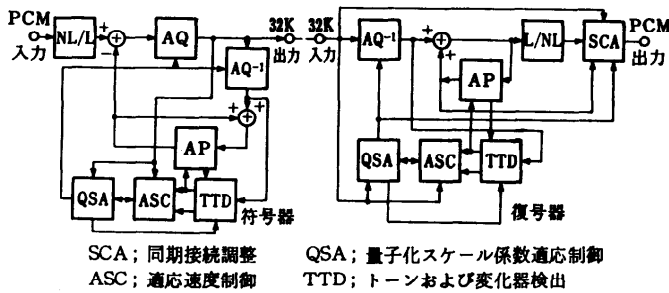 PCM
入力
NL/L
+
−
AQ
32K
出力
AQ⁻¹
+
+
AP
QSA
ASC
TTD
符号器
32K
入力
AQ⁻¹
+
+
L/NL
SCA
PCM
出力
AP
QSA
ASC
TTD
復号器
SCA；同期接続調整 QSA；量子化スケール係数適応制御
ASC；適応速度制御 TTD；トーンおよび変化器検出